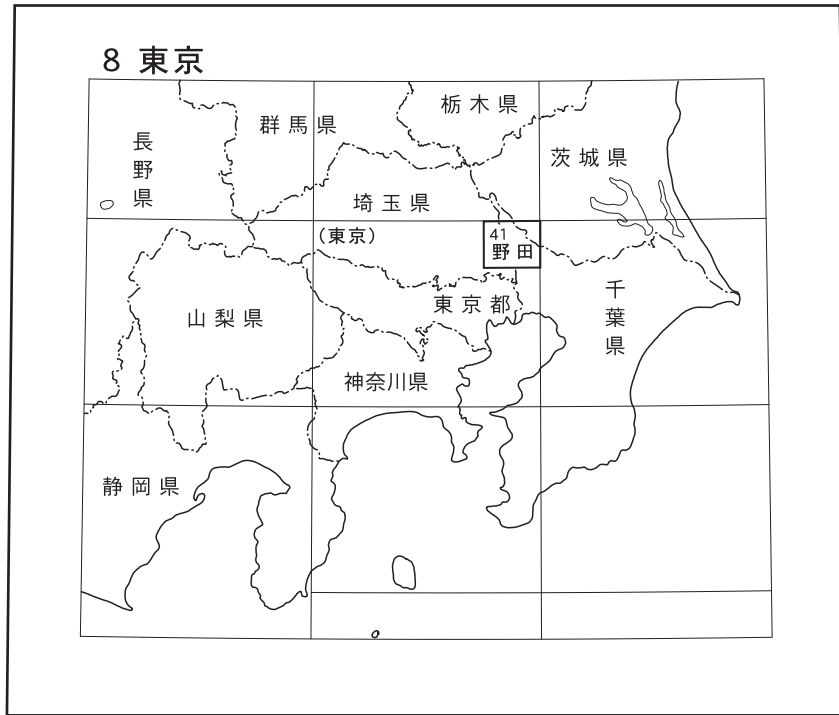 8 東京
栃木県
群馬県
長野県
茨城県
埼玉県
(東京)
41
野田
千葉県
東京都
山梨県
神奈川県
静岡県